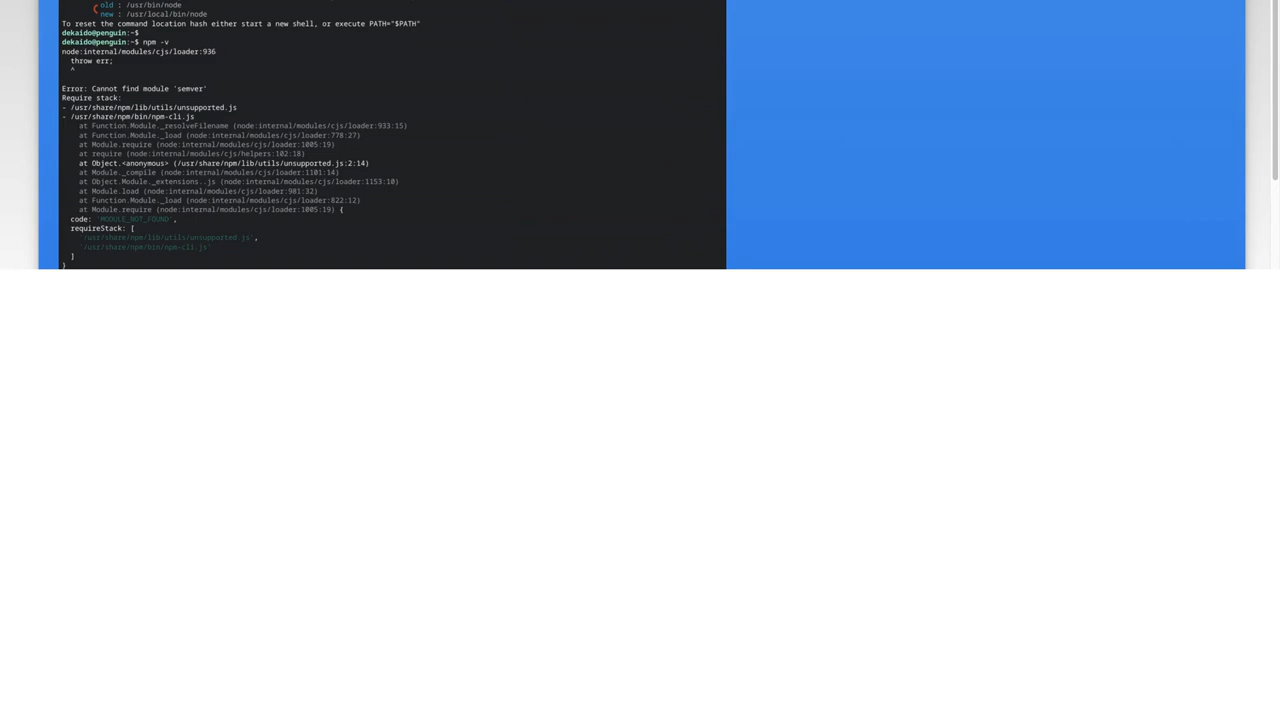 old : /usr/bin/node
new : /usr/local/bin/node
To reset the command location hash either start a new shell, or execute PATH="$PATH"
dekaido@penguin:~$
dekaido@penguin:~$ npm -v
node:internal/modules/cjs/loader:936
throw err;
^
Error: Cannot find module 'semver'
Require stack:
- /usr/share/npm/lib/utils/unsupported.js
- /usr/share/npm/bin/npm-cli.js
at Function.Module._resolveFilename (node:internal/modules/cjs/loader:933:15)
at Function.Module._load (node:internal/modules/cjs/loader:778:27)
at Module.require (node:internal/modules/cjs/loader:1005:19)
at require (node:internal/modules/cjs/helpers:102:18)
at Object.<anonymous> (/usr/share/npm/lib/utils/unsupported.js:2:14)
at Module._compile (node:internal/modules/cjs/loader:1101:14)
at Object.Module._extensions..js (node:internal/modules/cjs/loader:1153:10)
at Module.load (node:internal/modules/cjs/loader:981:32)
at Function.Module._load (node:internal/modules/cjs/loader:822:12)
at Module.require (node:internal/modules/cjs/loader:1005:19) {
code: 'MODULE_NOT_FOUND',
requireStack: [
'/usr/share/npm/lib/utils/unsupported.js',
'/usr/share/npm/bin/npm-cli.js'
]
}